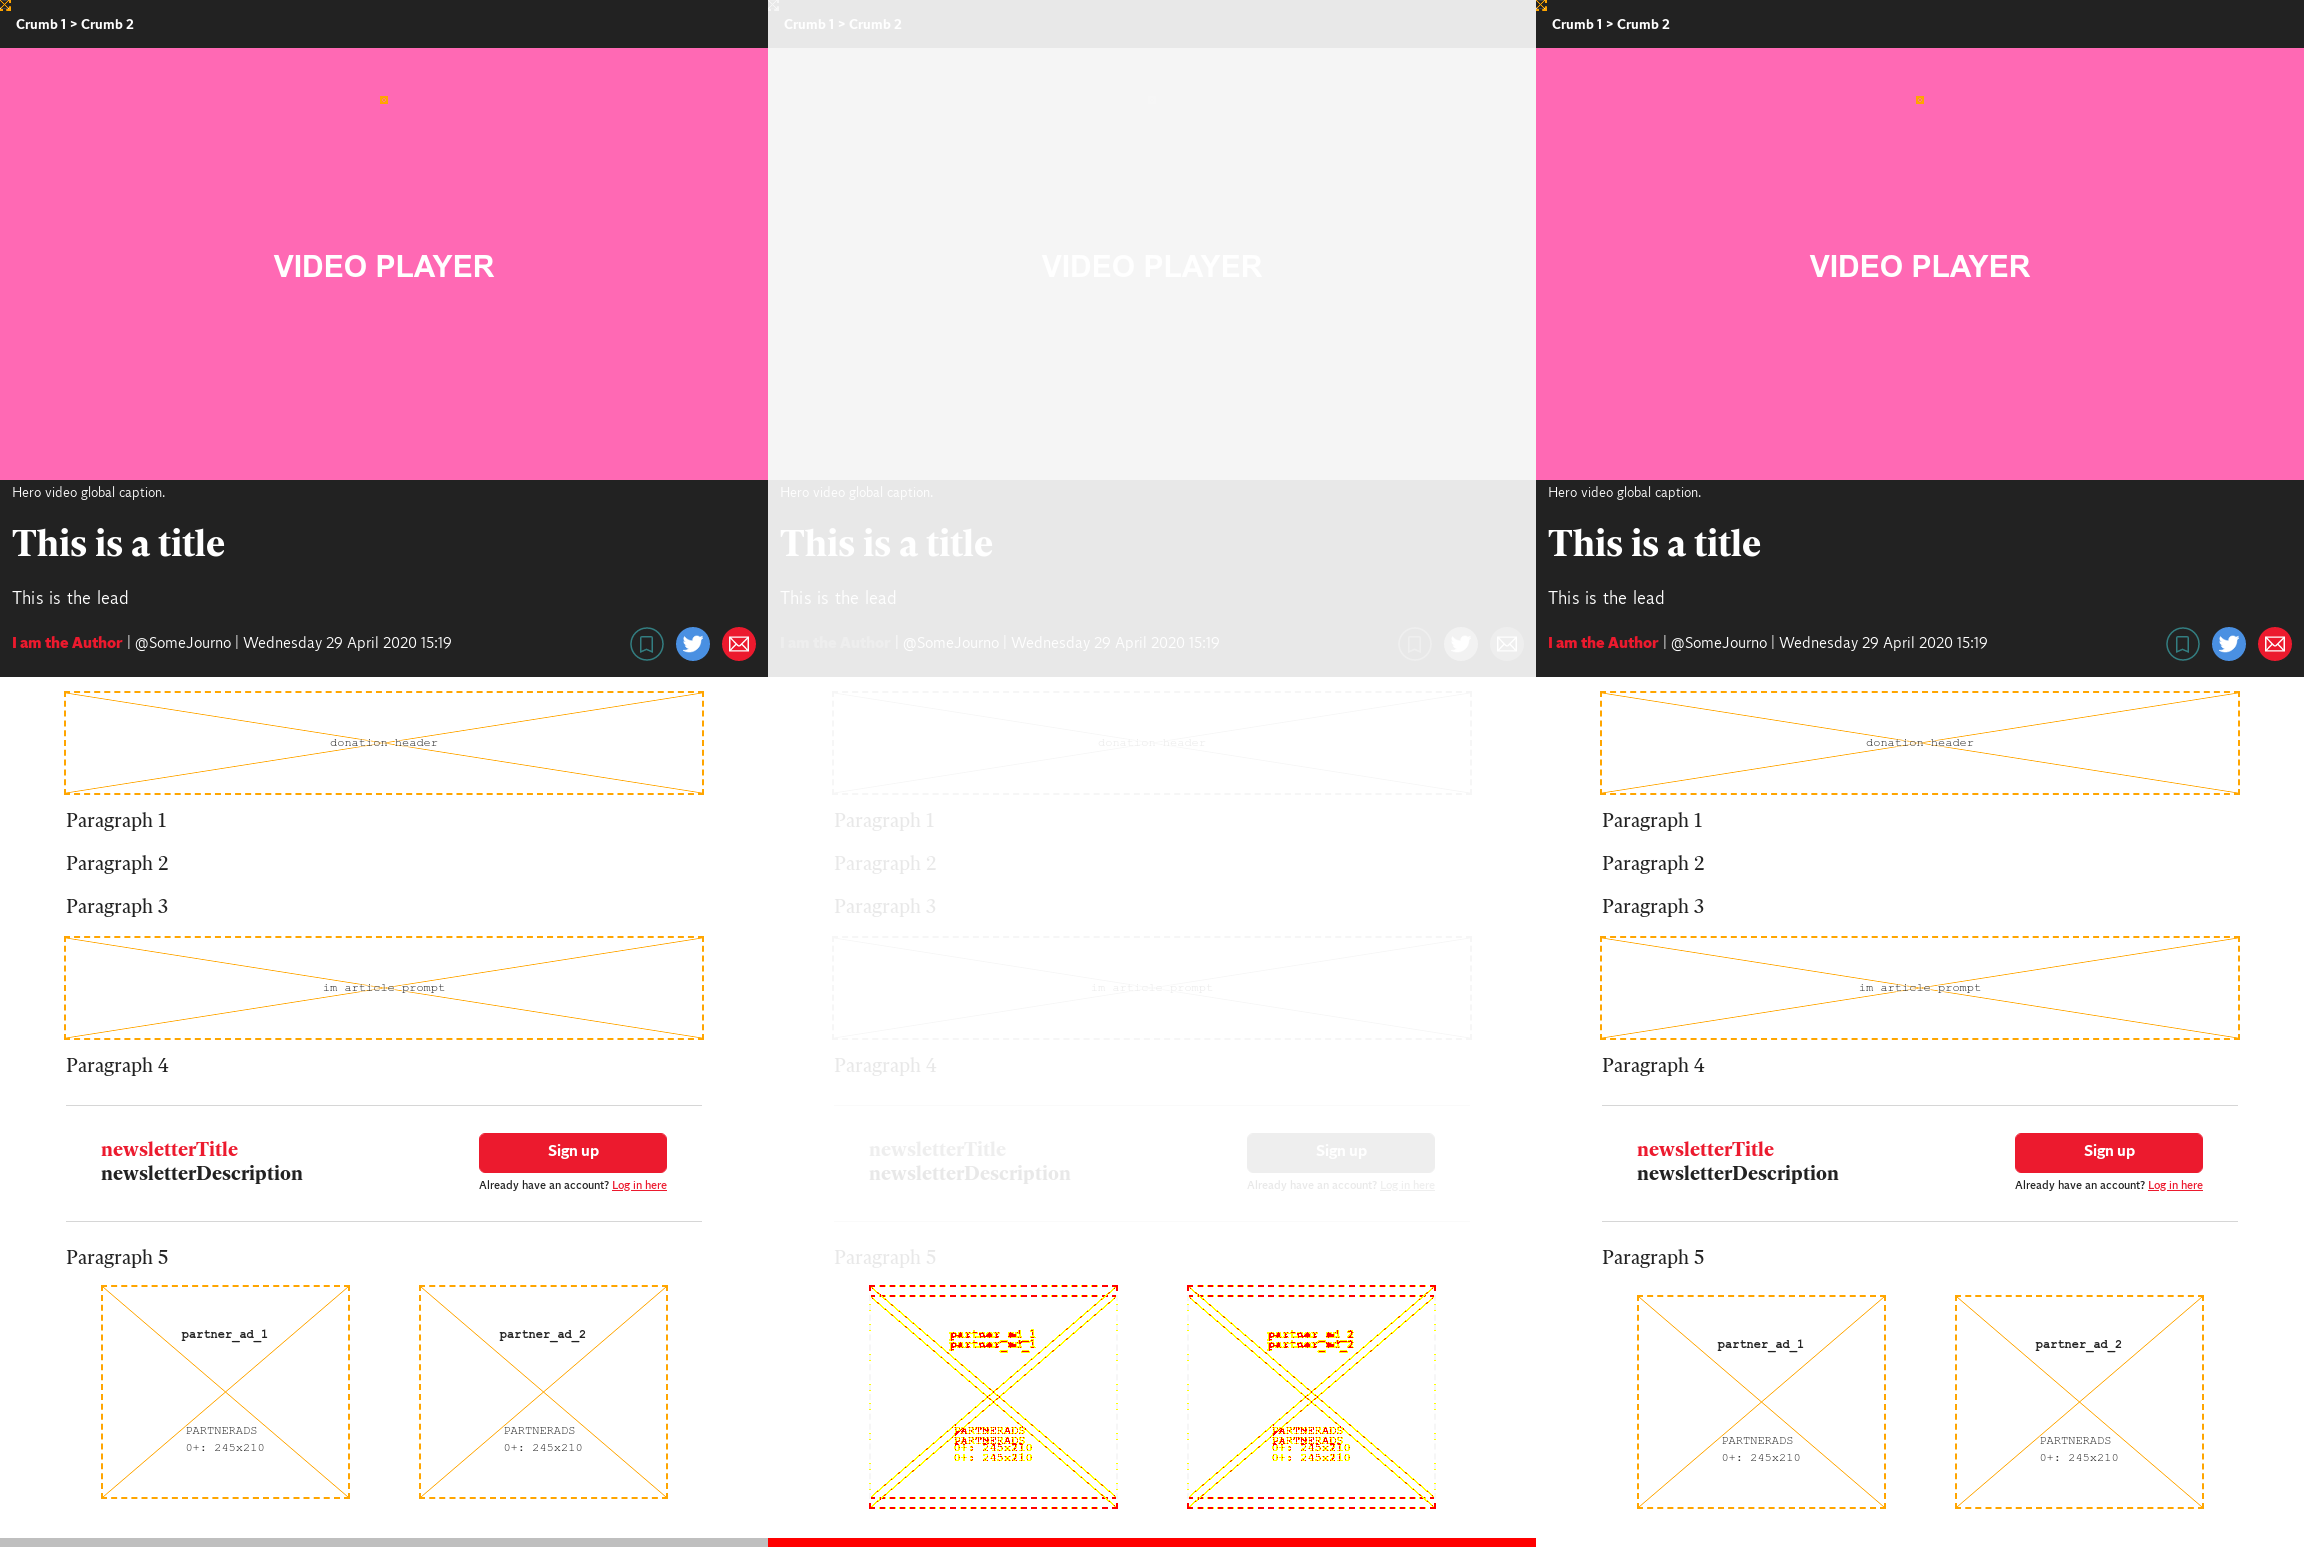 Crumb 1 > Crumb 2
VIDEO PLAYER
Hero video global caption.
This is a title
This is the lead
I am the Author | @SomeJourno | Wednesday 29 April 2020 15:19
donation header
Paragraph 1
Paragraph 2
Paragraph 3
im article prompt
Paragraph 4
newsletterTitle
newsletterDescription
Sign up
Already have an account? Log in here
Paragraph 5
partner_ad_1
PARTNERADS
0+: 245x210
partner_ad_2
PARTNERADS
0+: 245x210
Crumb 1 > Crumb 2
VIDEO PLAYER
Hero video global caption.
This is a title
This is the lead
I am the Author | @SomeJourno | Wednesday 29 April 2020 15:19
donation header
Paragraph 1
Paragraph 2
Paragraph 3
im article prompt
Paragraph 4
newsletterTitle
newsletterDescription
Sign up
Already have an account? Log in here
Paragraph 5
partner_ad_1
partner_ad_1
PARTNERADS
PARTNERADS
0+: 245x210
0+: 245x210
partner_ad_2
partner_ad_2
PARTNERADS
PARTNERADS
0+: 245x210
0+: 245x210
Crumb 1 > Crumb 2
VIDEO PLAYER
Hero video global caption.
This is a title
This is the lead
I am the Author | @SomeJourno | Wednesday 29 April 2020 15:19
donation header
Paragraph 1
Paragraph 2
Paragraph 3
im article prompt
Paragraph 4
newsletterTitle
newsletterDescription
Sign up
Already have an account? Log in here
Paragraph 5
partner_ad_1
PARTNERADS
0+: 245x210
partner_ad_2
PARTNERADS
0+: 245x210